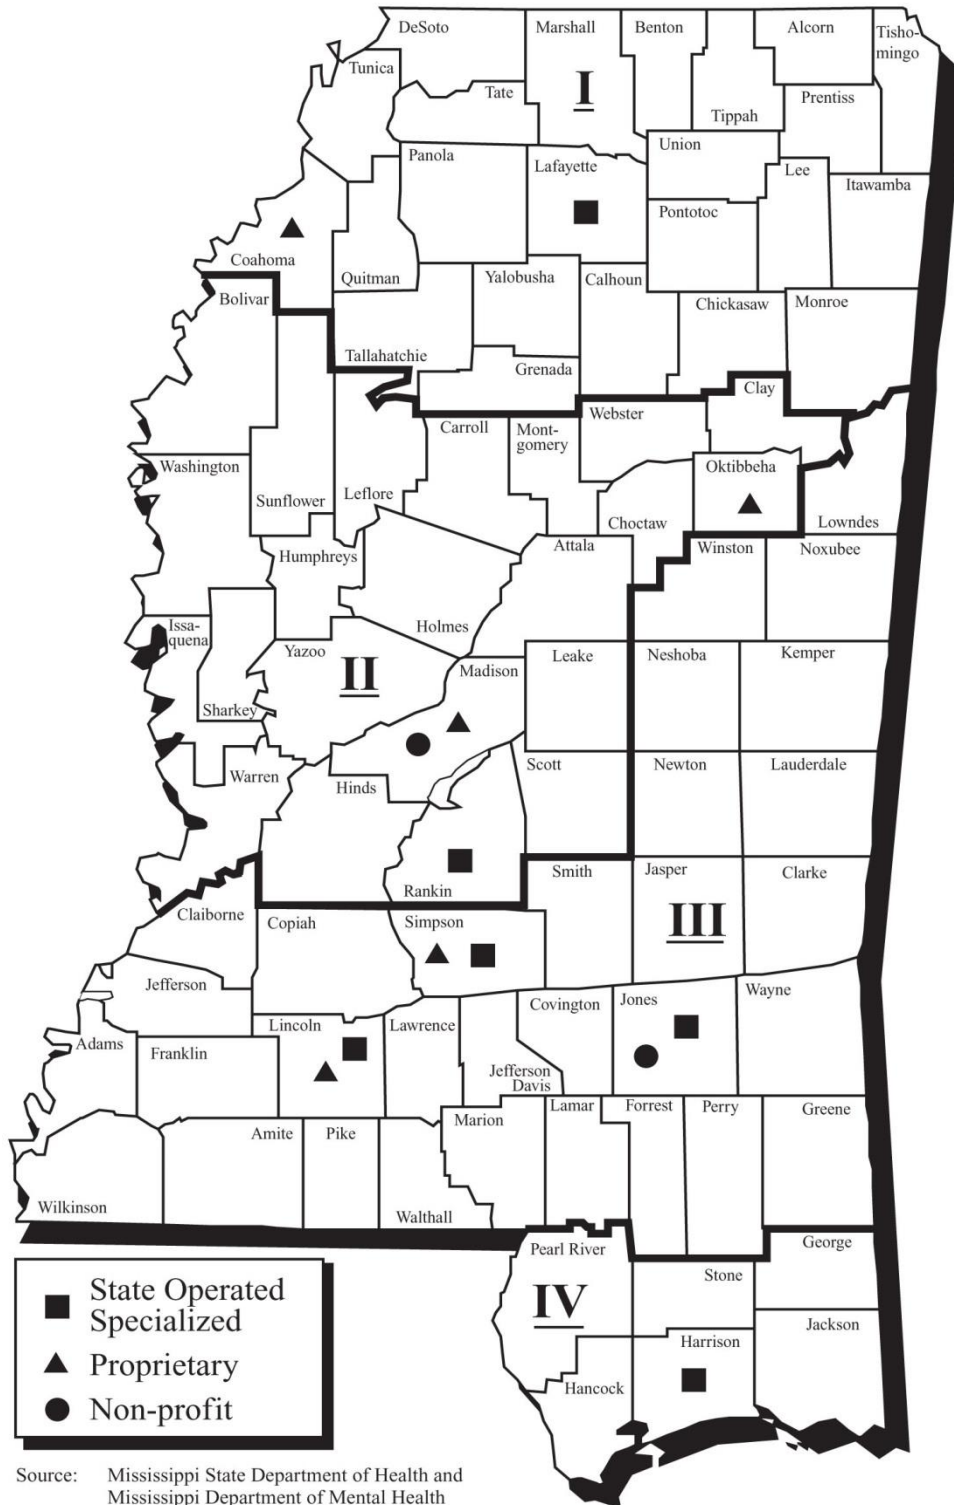 DeSoto
Marshall
Benton
Alcorn
Tisho-
mingo
Tunica
Tate
I
Tippah
Prentiss
Panola
Lafayette
Union
Lee
Itawamba
Pontotoc
Coahoma
Quitman
Yalobusha
Calhoun
Bolivar
Chickasaw
Monroe
Tallahatchie
Grenada
Clay
Carroll
Mont-
gomery
Webster
Washington
Sunflower
Leflore
Oktibbeha
Choctaw
Lowndes
Humphreys
Attala
Winston
Noxubee
Issa-
quena
Holmes
Yazoo
II
Madison
Leake
Neshoba
Kemper
Sharkey
Warren
Hinds
Scott
Newton
Lauderdale
Rankin
Smith
Jasper
Clarke
Claiborne
Copiah
Simpson
III
Jefferson
Covington
Jones
Wayne
Adams
Franklin
Lincoln
Lawrence
Jefferson
Davis
Marion
Lamar
Forrest
Perry
Greene
Amite
Pike
Wilkinson
Walthall
Pearl River
George
IV
Stone
Harrison
Jackson
Hancock
State Operated
Specialized
Proprietary
Non-profit
Source: Mississippi State Department of Health and
Mississippi Department of Mental Health